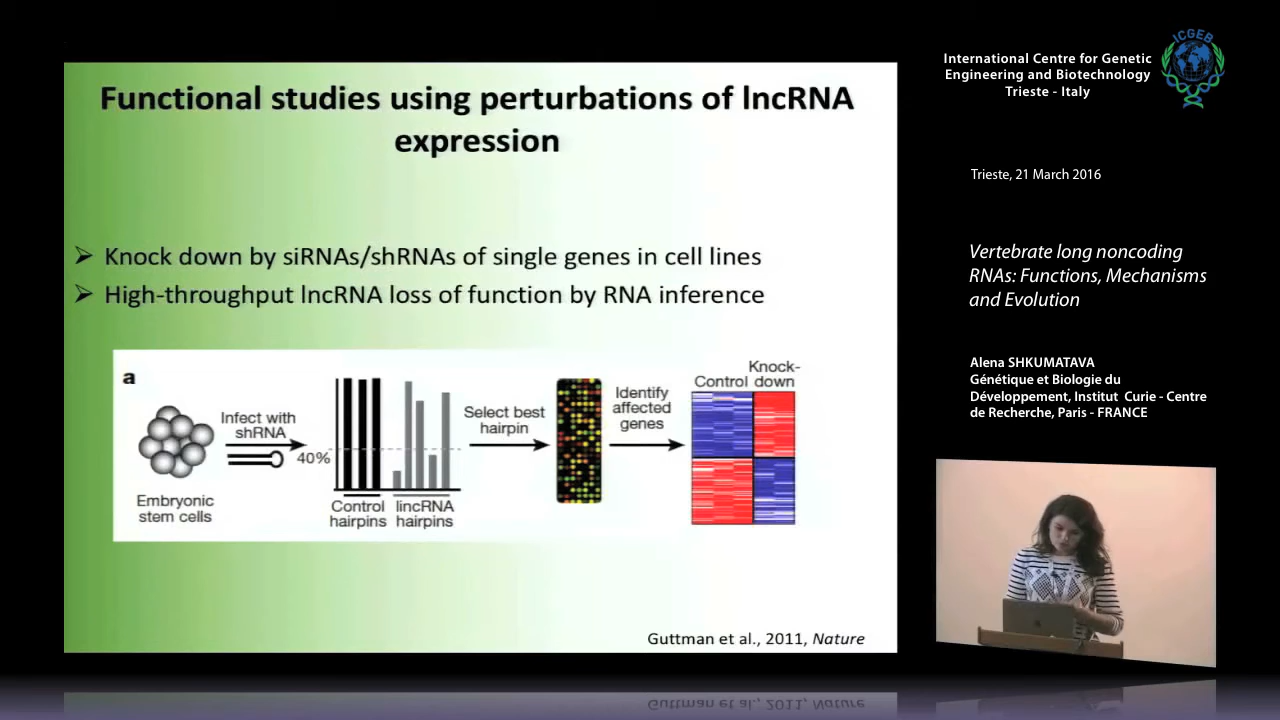 Functional studies using perturbations of lncRNA
expression
➢ Knock down by siRNAs/shRNAs of single genes in cell lines
➢ High-throughput lncRNA loss of function by RNA inference
a
Embryonic
stem cells
Infect with
shRNA
40%
Control
hairpins
lincRNA
hairpins
Select best
hairpin
Identify
affected
genes
Control
Knock-
down
Guttman et al., 2011, Nature
International Centre for Genetic
Engineering and Biotechnology
Trieste - Italy
ICGEB
Trieste, 21 March 2016
Vertebrate long noncoding
RNAs: Functions, Mechanisms
and Evolution
Alena SHKUMATAVA
Génétique et Biologie du
Développement, Institut Curie - Centre
de Recherche, Paris - FRANCE